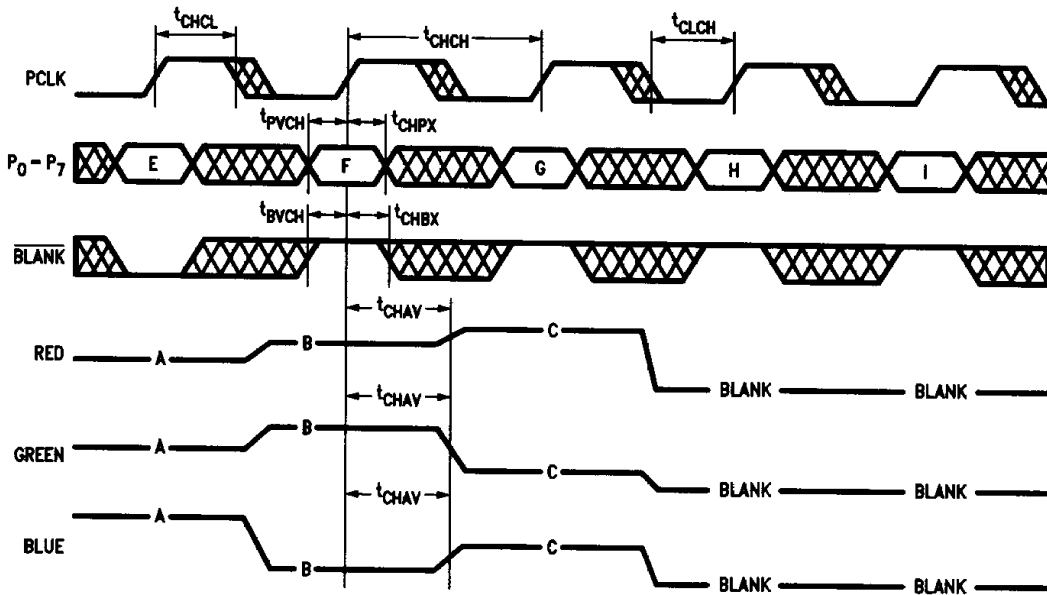 tCHCL
tCHCH
tCLCH
PCLK
tPVCH
tCHPX
P0–P7
E
F
G
H
I
tBVCH
tCHBX
BLANK
tCHAV
RED
A
B
C
BLANK
BLANK
tCHAV
GREEN
A
B
C
BLANK
BLANK
tCHAV
BLUE
A
B
C
BLANK
BLANK